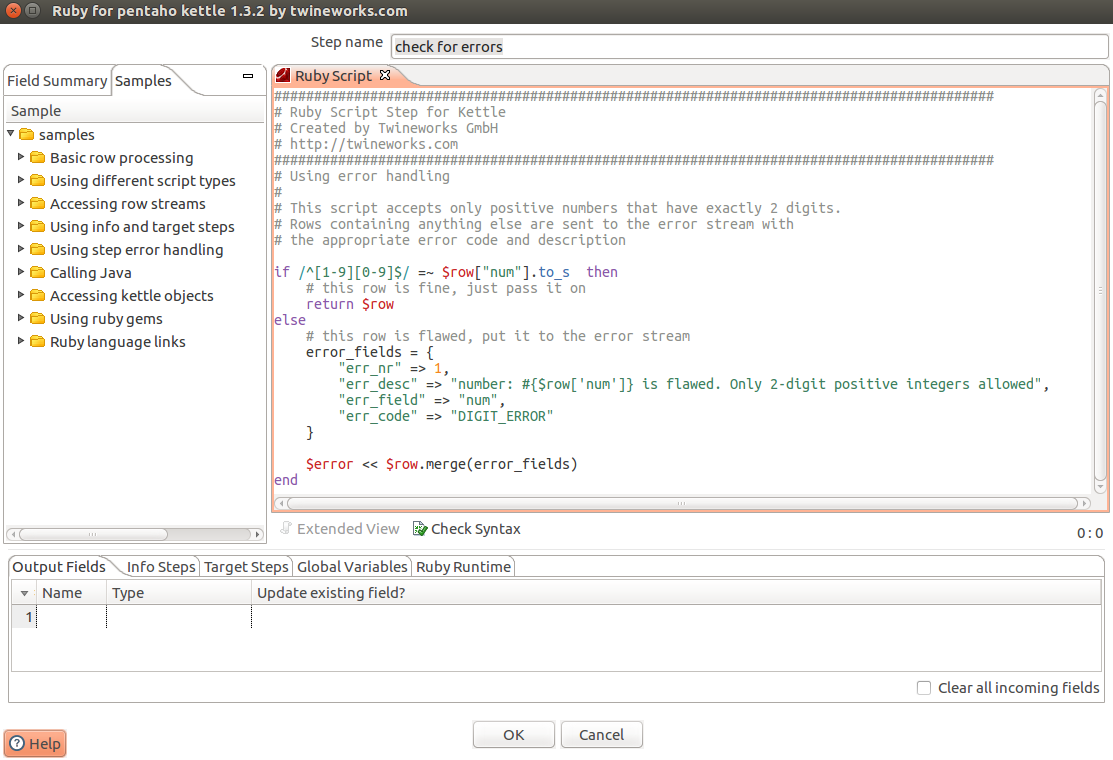 Ruby for pentaho kettle 1.3.2 by twineworks.com
Step name check for errors
Field Summary Samples
Sample
samples
Basic row processing
Using different script types
Accessing row streams
Using info and target steps
Using step error handling
Calling Java
Accessing kettle objects
Using ruby gems
Ruby language links
Ruby Script
##########################################################################################
# Ruby Script Step for Kettle
# Created by Twineworks GmbH
# http://twineworks.com
##########################################################################################
# Using error handling
#
# This script accepts only positive numbers that have exactly 2 digits.
# Rows containing anything else are sent to the error stream with
# the appropriate error code and description
if /^[1-9][0-9]$/ =~ $row["num"].to_s  then
    # this row is fine, just pass it on
    return $row
else
    # this row is flawed, put it to the error stream
    error_fields = {
        "err_nr" => 1,
        "err_desc" => "number: #{$row['num']} is flawed. Only 2-digit positive integers allowed",
        "err_field" => "num",
        "err_code" => "DIGIT_ERROR"
    }
    $error << $row.merge(error_fields)
end
Extended View Check Syntax 0 : 0
Output Fields Info Steps Target Steps Global Variables Ruby Runtime
Name Type Update existing field?
1
Clear all incoming fields
Help OK Cancel